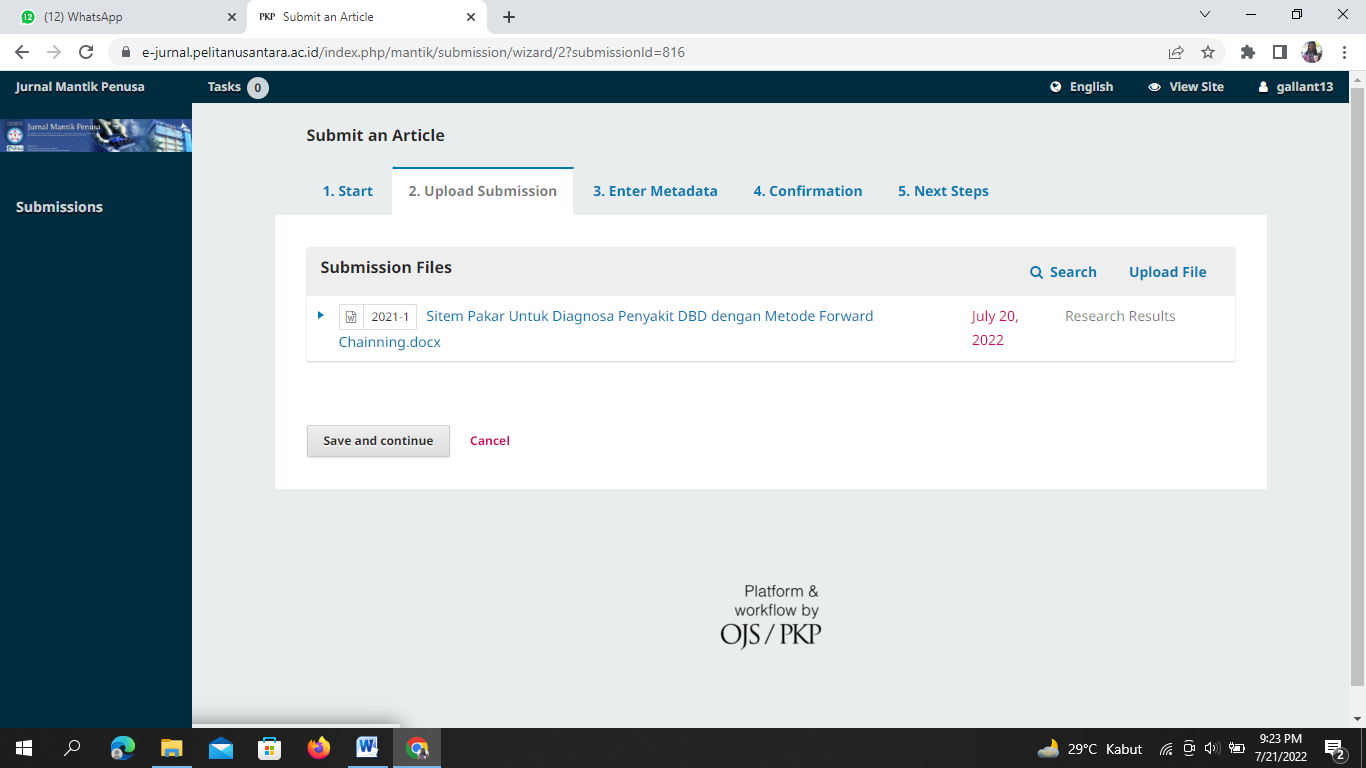 12 (12) WhatsApp
PKP Submit an Article
e-jurnal.pelitanusantara.ac.id/index.php/mantik/submission/wizard/2?submissionId=816
Jurnal Mantik Penusa Tasks 0 English View Site gallant13
Jurnal Mantik Penusa
Submissions
Submit an Article
1. Start 2. Upload Submission 3. Enter Metadata 4. Confirmation 5. Next Steps
Submission Files Search Upload File
2021-1 Sitem Pakar Untuk Diagnosa Penyakit DBD dengan Metode Forward July 20, Research Results
Chainning.docx 2022
Save and continue Cancel
Platform &
workflow by
OJS / PKP
29°C Kabut
9:23 PM
7/21/2022
2